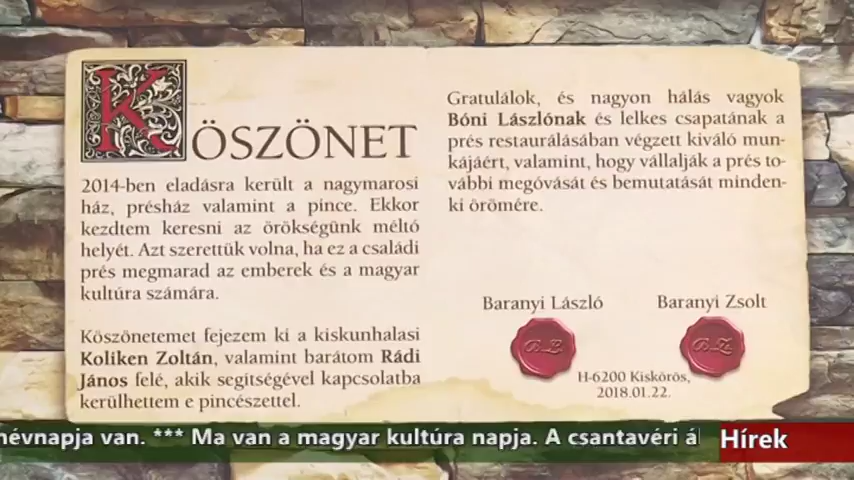 KÖSZÖNET
2014-ben eladásra került a nagymarosi
ház, présház valamint a pince. Ekkor
kezdtem keresni az örökségünk méltó
helyét. Azt szerettük volna, ha ez a családi
prés megmarad az emberek és a magyar
kultúra számára.
Köszönetemet fejezem ki a kiskunhalasi
Koliken Zoltán, valamint barátom Rádi
János felé, akik segítségével kapcsolatba
kerülhettem e pincészettel.
Gratulálok, és nagyon hálás vagyok
Bóni Lászlónak és lelkes csapatának a
prés restaurálásában végzett kiváló mun-
kájáért, valamint, hogy vállalják a prés to-
vábbi megóvását és bemutatását minden-
ki örömére.
Baranyi László Baranyi Zsolt
B.L. B.Z.
H-6200 Kiskőrös,
2018.01.22.
névnapja van. *** Ma van a magyar kultúra napja. A csantavéri á
Hírek